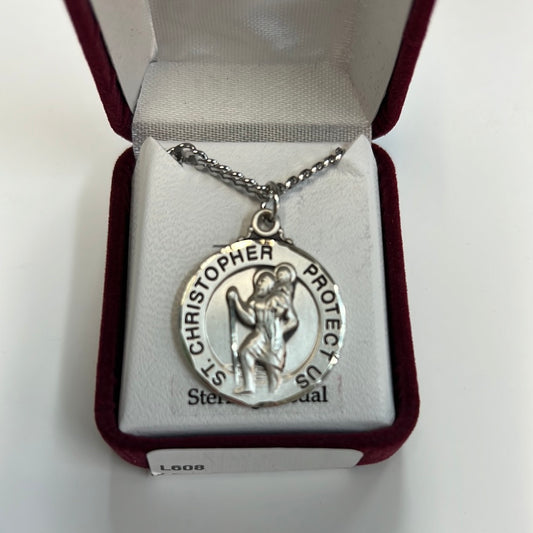 ST. CHRISTOPHER PROTECT US
L608